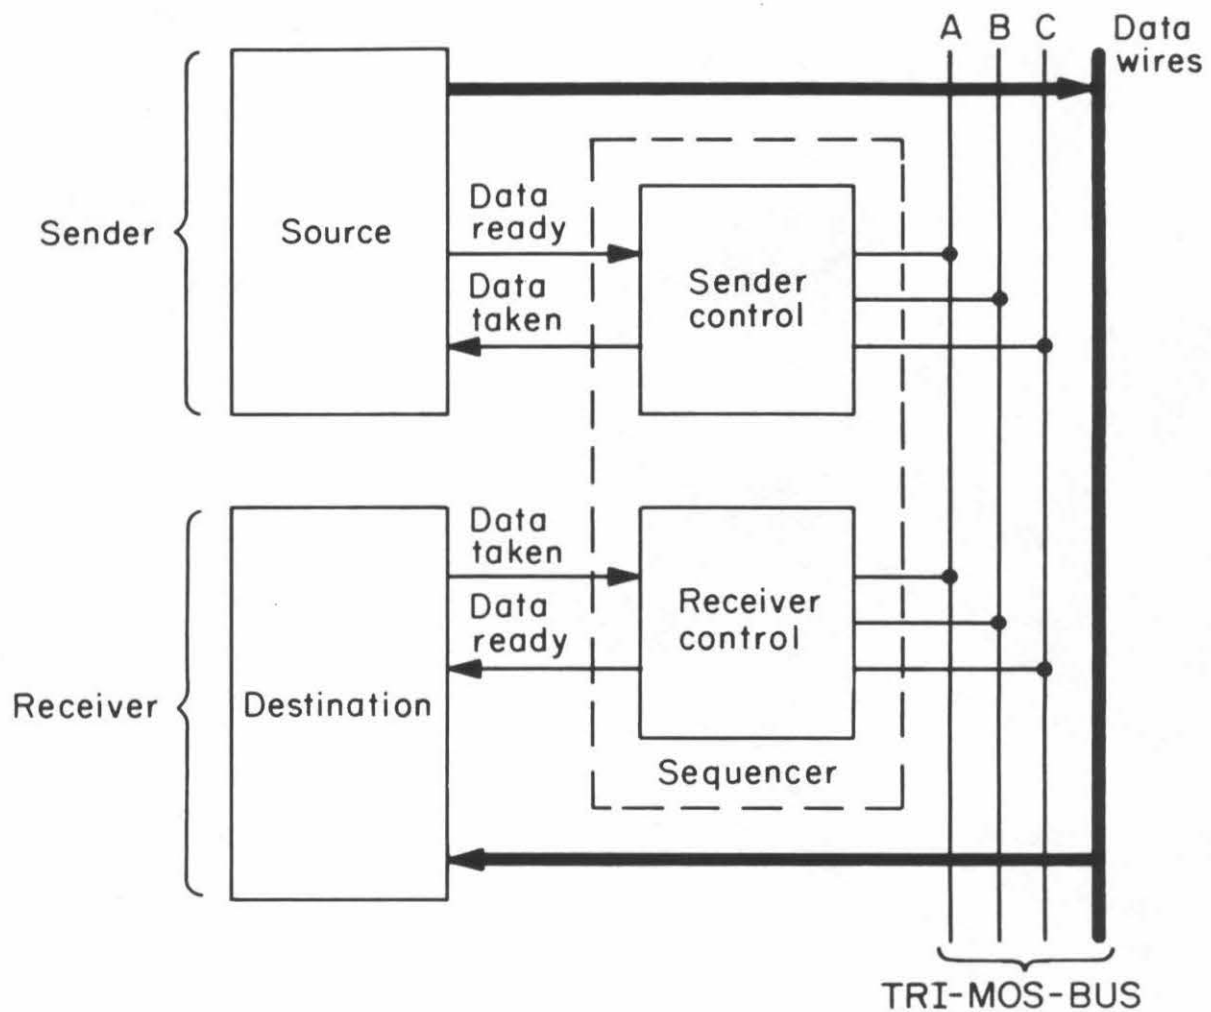 A B C Data
wires
Data
ready
Sender
Source
Data
taken
Sender
control
Data
taken
Data
ready
Receiver
control
Receiver
Destination
Sequencer
TRI-MOS-BUS